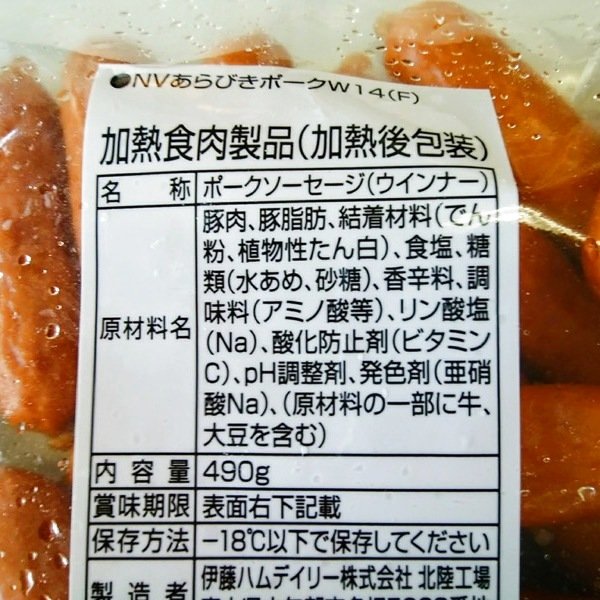 ●NVあらびきポークW14(F)
加熱食肉製品(加熱後包装)
名称 ポークソーセージ(ウインナー)
原材料名 豚肉、豚脂肪、結着材料(でん
粉、植物性たん白)、食塩、糖
類(水あめ、砂糖)、香辛料、調
味料(アミノ酸等)、リン酸塩
(Na)、酸化防止剤(ビタミン
C)、pH調整剤、発色剤(亜硝
酸Na)、(原材料の一部に牛、
大豆を含む)
内容量 490g
賞味期限 表面右下記載
保存方法 −18℃以下で保存してください
製造者 伊藤ハムデイリー株式会社 北陸工場